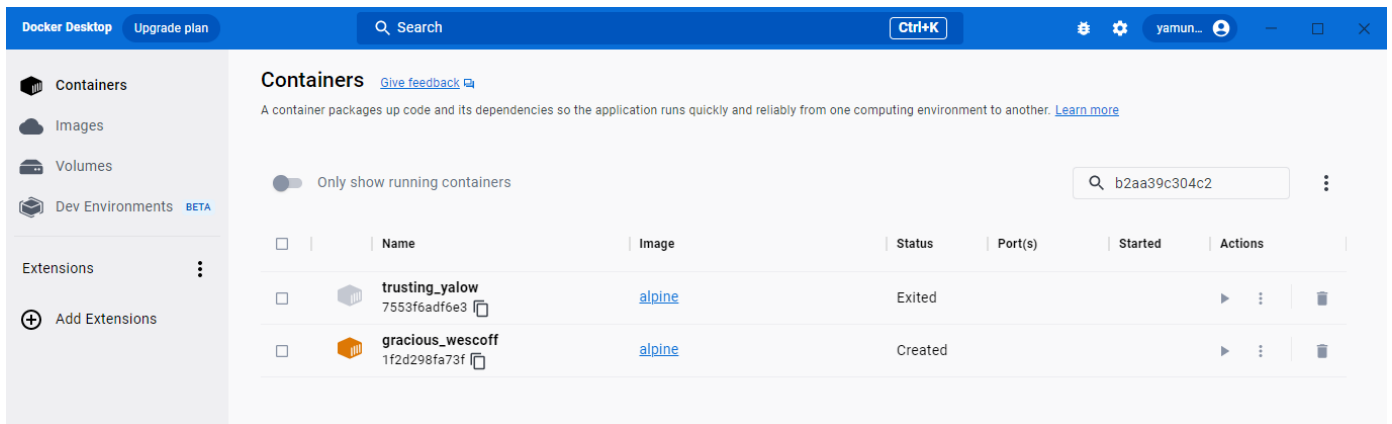 Docker Desktop Upgrade plan Search Ctrl+K yamun...
Containers
Images
Volumes
Dev Environments BETA
Extensions
Add Extensions
Containers Give feedback
A container packages up code and its dependencies so the application runs quickly and reliably from one computing environment to another. Learn more
Only show running containers b2aa39c304c2
Name Image Status Port(s) Started Actions
trusting_yalow
7553f6adf6e3 alpine Exited
gracious_wescoff
1f2d298fa73f alpine Created